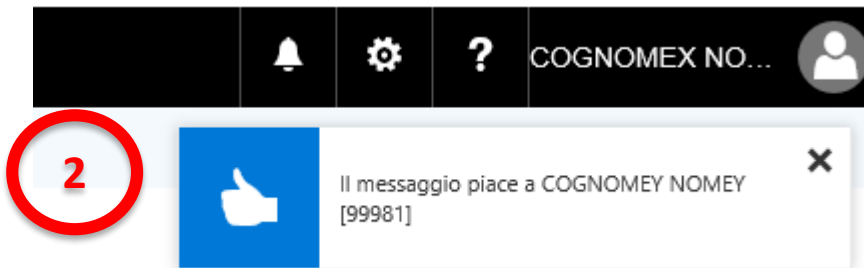 ? COGNOMEX NO...
2
Il messaggio piace a COGNOMEY NOMEY
[99981]